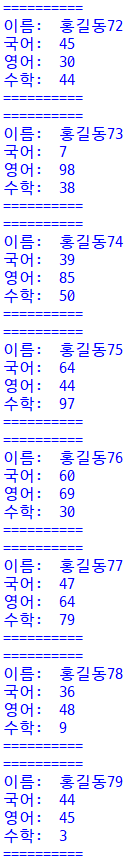 ==========
이름:  홍길동72
국어:  45
영어:  30
수학:  44
==========
==========
이름:  홍길동73
국어:  7
영어:  98
수학:  38
==========
==========
이름:  홍길동74
국어:  39
영어:  85
수학:  50
==========
==========
이름:  홍길동75
국어:  64
영어:  44
수학:  97
==========
==========
이름:  홍길동76
국어:  60
영어:  69
수학:  30
==========
==========
이름:  홍길동77
국어:  47
영어:  64
수학:  79
==========
==========
이름:  홍길동78
국어:  36
영어:  48
수학:  9
==========
==========
이름:  홍길동79
국어:  44
영어:  45
수학:  3
==========